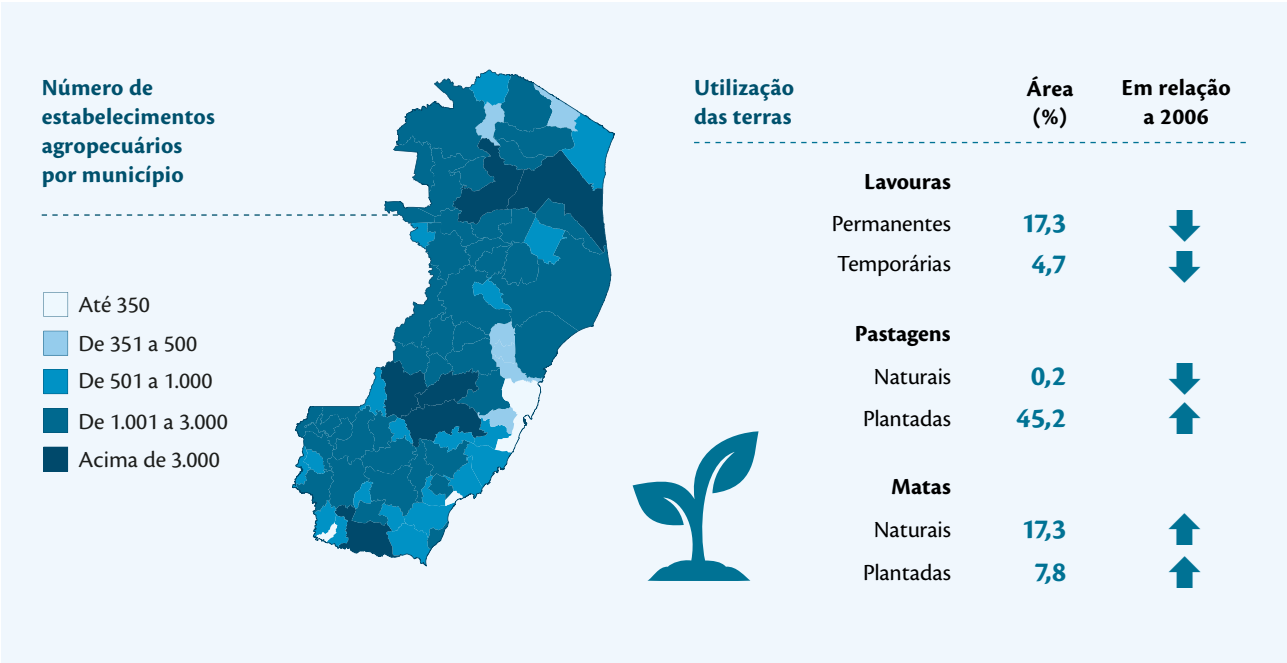 Número de
estabelecimentos
agropecuários
por município
Até 350
De 351 a 500
De 501 a 1.000
De 1.001 a 3.000
Acima de 3.000
Utilização
das terras
Área
(%)
Em relação
a 2006
Lavouras
Permanentes 17,3
Temporárias 4,7
Pastagens
Naturais 0,2
Plantadas 45,2
Matas
Naturais 17,3
Plantadas 7,8